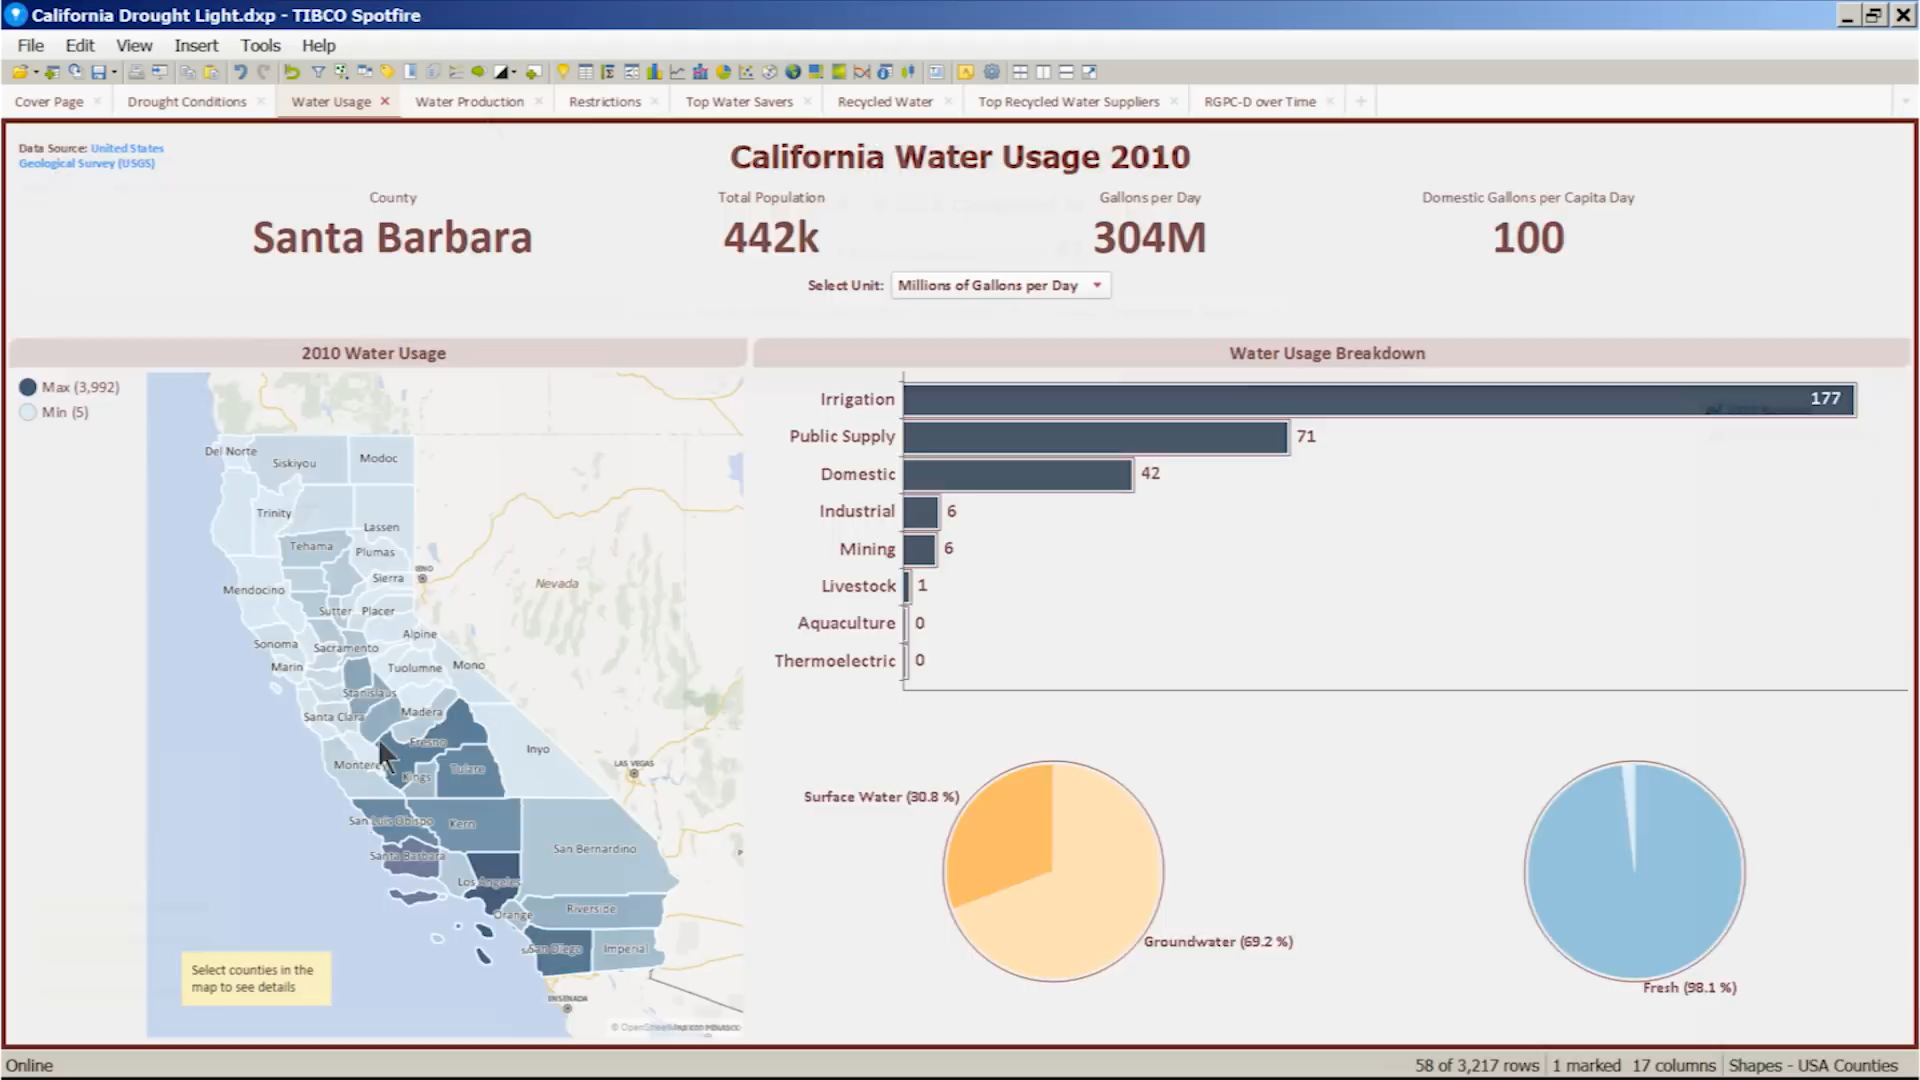 California Drought Light.dxp - TIBCO Spotfire
File Edit View Insert Tools Help
Cover Page Drought Conditions Water Usage Water Production Restrictions Top Water Savers Recycled Water Top Recycled Water Suppliers RGPC-D over Time
Data Source: United States
Geological Survey (USGS)
California Water Usage 2010
County
Santa Barbara
Total Population
442k
Gallons per Day
304M
Domestic Gallons per Capita Day
100
Select Unit: Millions of Gallons per Day
2010 Water Usage
Max (3,992)
Min (5)
Del Norte
Siskiyou
Modoc
Trinity
Lassen
Tehama
Plumas
Sierra
Mendocino
Nevada
Sutter
Placer
Alpine
Sonoma
Sacramento
Marin
Tuolumne
Mono
Stanislaus
Santa Clara
Madera
Fresno
Inyo
LAS VEGAS
Kings
Tulare
San Luis Obispo
Kern
San Bernardino
Santa Barbara
Los Angeles
Orange
Riverside
San Diego
Imperial
ENSENADA
Select counties in the
map to see details
Water Usage Breakdown
Irrigation 177
Public Supply 71
Domestic 42
Industrial 6
Mining 6
Livestock 1
Aquaculture 0
Thermoelectric 0
Surface Water (30.8 %)
Groundwater (69.2 %)
Fresh (98.1 %)
Online
58 of 3,217 rows 1 marked 17 columns Shapes - USA Counties